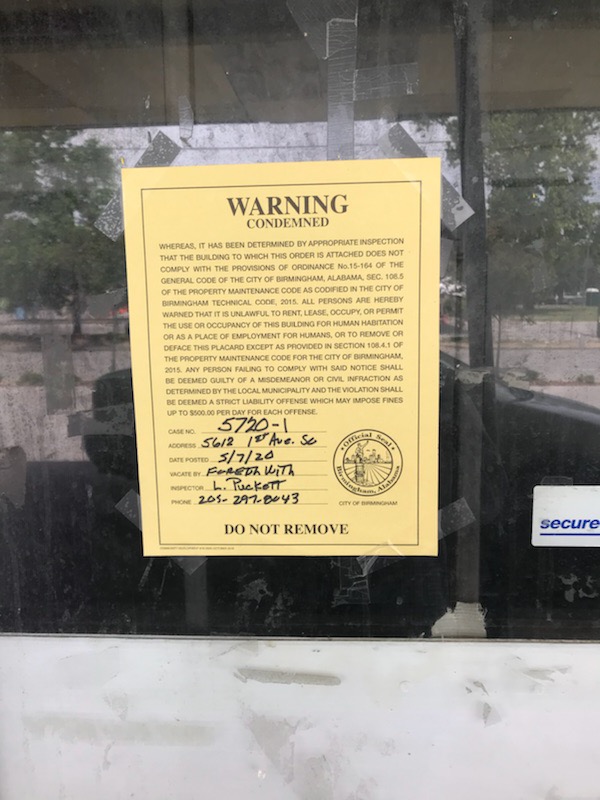 WARNING
CONDEMNED
WHEREAS, IT HAS BEEN DETERMINED BY APPROPRIATE INSPECTION
THAT THE BUILDING TO WHICH THIS ORDER IS ATTACHED DOES NOT
COMPLY WITH THE PROVISIONS OF ORDINANCE No.15-164 OF THE
GENERAL CODE OF THE CITY OF BIRMINGHAM, ALABAMA, SEC. 108.5
OF THE PROPERTY MAINTENANCE CODE AS CODIFIED IN THE CITY OF
BIRMINGHAM TECHNICAL CODE, 2015. ALL PERSONS ARE HEREBY
WARNED THAT IT IS UNLAWFUL TO RENT, LEASE, OCCUPY, OR PERMIT
THE USE OR OCCUPANCY OF THIS BUILDING FOR HUMAN HABITATION
OR AS A PLACE OF EMPLOYMENT FOR HUMANS, OR TO REMOVE OR
DEFACE THIS PLACARD EXCEPT AS PROVIDED IN SECTION 108.4.1 OF
THE PROPERTY MAINTENANCE CODE FOR THE CITY OF BIRMINGHAM,
2015. ANY PERSON FAILING TO COMPLY WITH SAID NOTICE SHALL
BE DEEMED GUILTY OF A MISDEMEANOR OR CIVIL INFRACTION AS
DETERMINED BY THE LOCAL MUNICIPALITY AND THE VIOLATION SHALL
BE DEEMED A STRICT LIABILITY OFFENSE WHICH MAY IMPOSE FINES
UP TO $500.00 PER DAY FOR EACH OFFENSE.
CASE NO. 5720-1
ADDRESS 5612 1st Ave. So
DATE POSTED 5/7/20
VACATE BY FORETHWITH
INSPECTOR L. Puckett
PHONE 205-297-8043
Official Seal
Birmingham, Alabama
CITY OF BIRMINGHAM
DO NOT REMOVE
secure